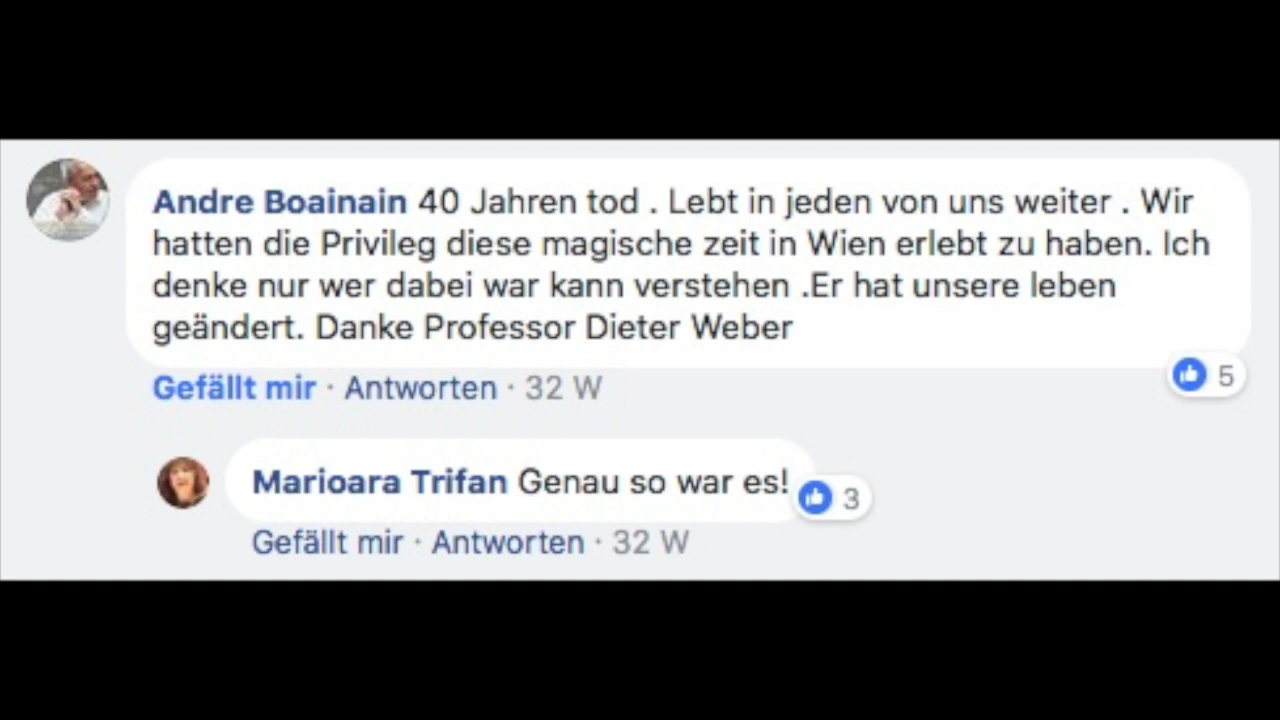 Andre Boainain 40 Jahren tod . Lebt in jeden von uns weiter . Wir
hatten die Privileg diese magische zeit in Wien erlebt zu haben. Ich
denke nur wer dabei war kann verstehen .Er hat unsere leben
geändert. Danke Professor Dieter Weber
5
Gefällt mir · Antworten · 32 W
Marioara Trifan Genau so war es!
3
Gefällt mir · Antworten · 32 W